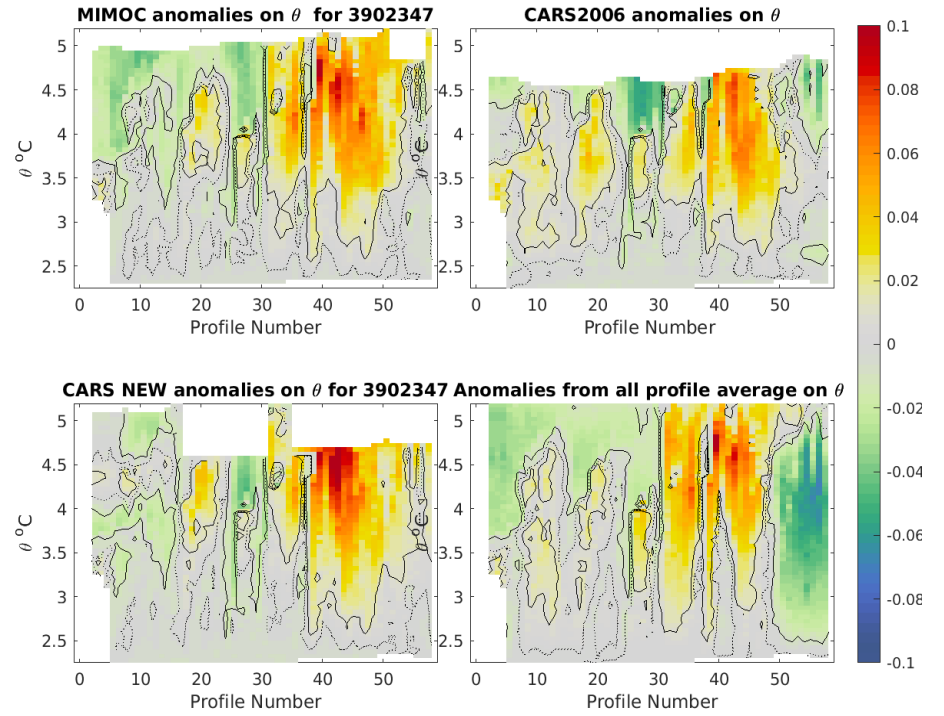 MIMOC anomalies on θ for 3902347
CARS2006 anomalies on θ
5
4.5
4
3.5
3
2.5
θ °C
0 10 20 30 40 50
Profile Number
θ °C
5
4.5
4
3.5
3
2.5
0 10 20 30 40 50
Profile Number
CARS NEW anomalies on θ for 3902347
Anomalies from all profile average on θ
5
4.5
4
3.5
3
2.5
θ °C
0 10 20 30 40 50
Profile Number
θ °C
5
4.5
4
3.5
3
2.5
0 10 20 30 40 50
Profile Number
0.1
0.08
0.06
0.04
0.02
0
-0.02
-0.04
-0.06
-0.08
-0.1